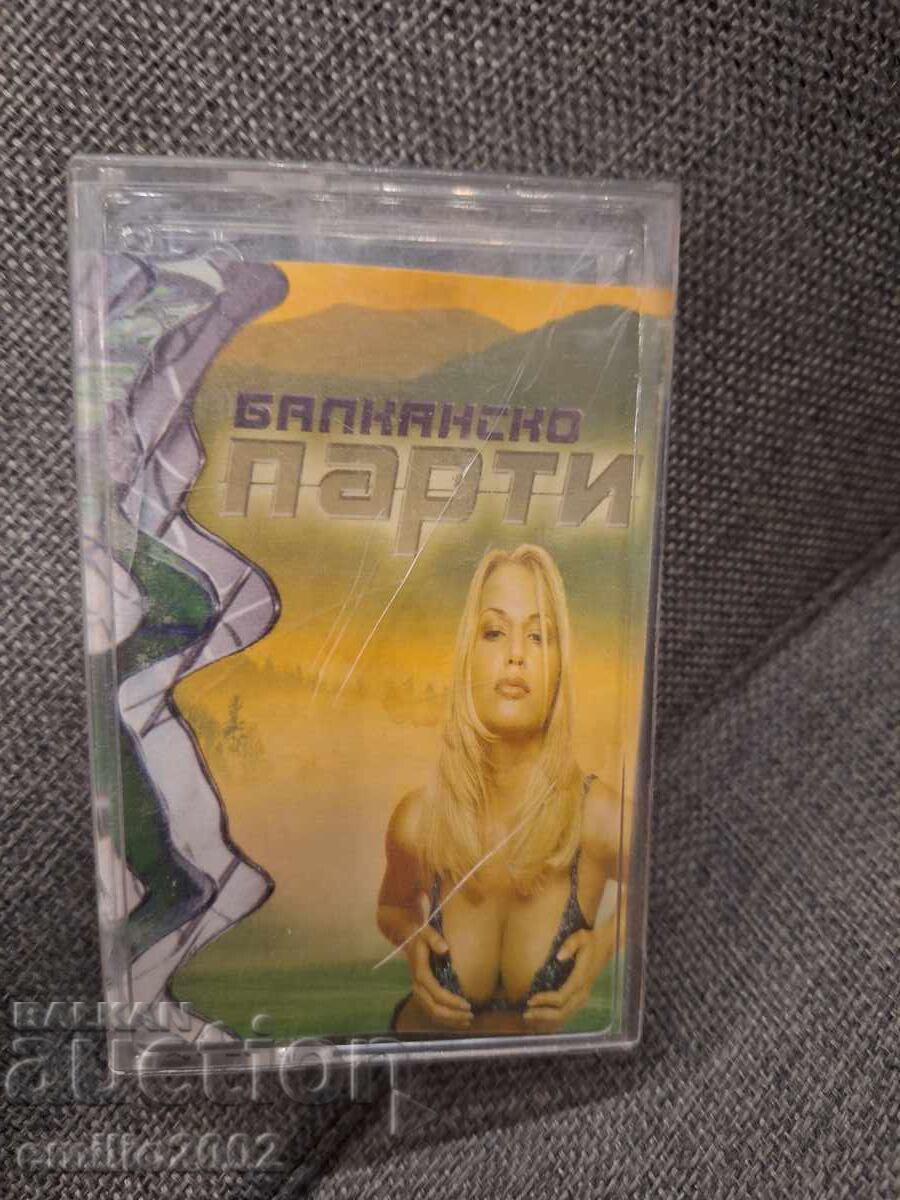 БАЛКАНСКО
ПАРТИ
BALKAN
auction
emilio2002